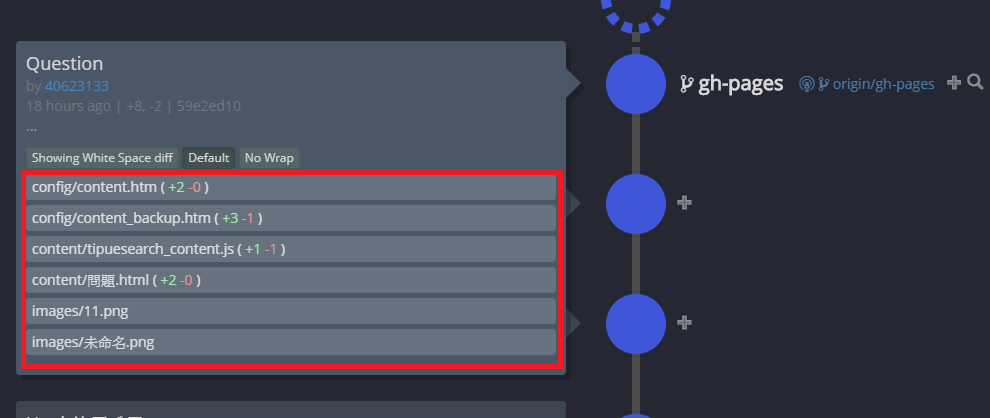 Question
by 40623133
18 hours ago | +8, -2 | 59e2ed10
...
Showing White Space diff Default No Wrap
config/content.htm ( +2 -0 )
config/content_backup.htm ( +3 -1 )
content/tipuesearch_content.js ( +1 -1 )
content/問題.html ( +2 -0 )
images/11.png
images/未命名.png
gh-pages origin/gh-pages